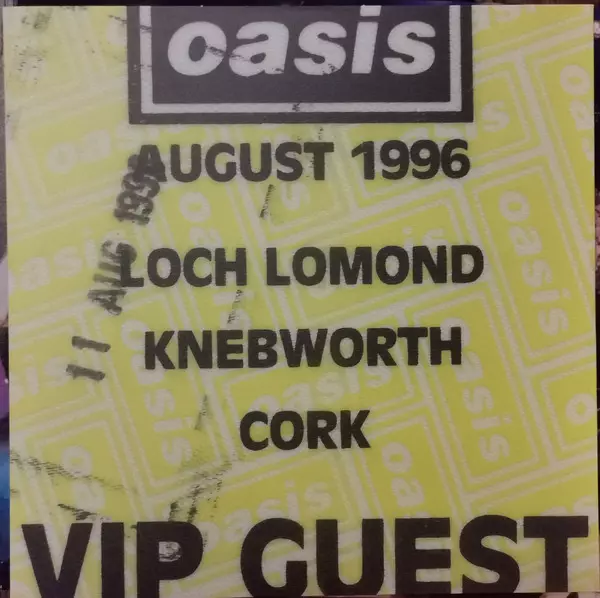 oasis
AUGUST 1996
11 AUG 1996
LOCH LOMOND
KNEBWORTH
CORK
VIP GUEST